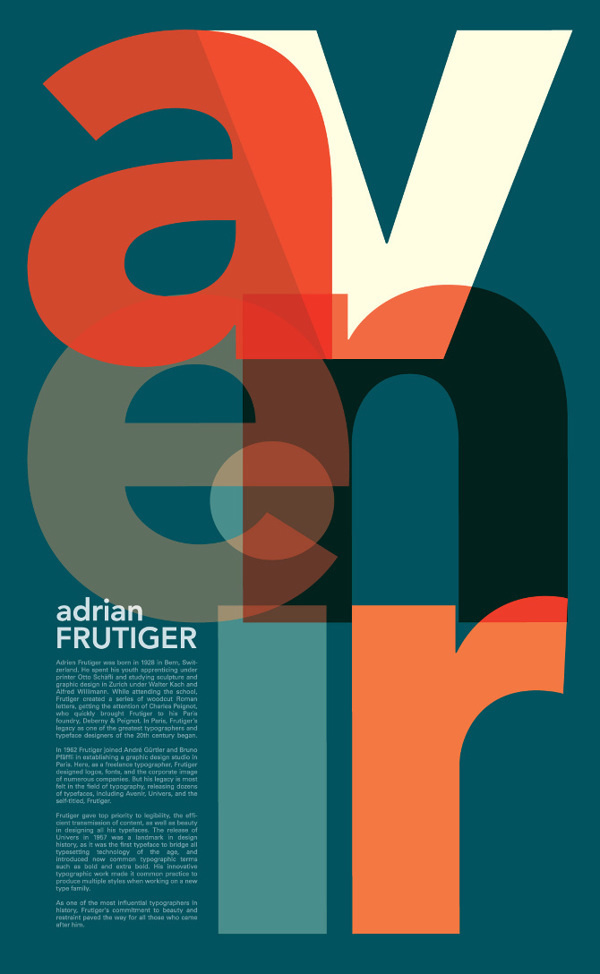 av
en
ir
adrian
FRUTIGER
Adrian Frutiger was born in 1928 in Bern, Swit-
zerland. He spent his youth apprenticing under
printer Otto Schäffi and studying sculpture and
graphic design in Zurich under Walter Kach and
Alfred Willimann. While attending the school,
Frutiger created a series of woodcut Roman
letters, getting the attention of Charles Peignot,
who quickly brought Frutiger to his Paris
foundry, Deberny & Peignot. In Paris, Frutiger's
legacy as one of the greatest typographers and
typeface designers of the 20th century began.
In 1962 Frutiger joined André Gürtler and Bruno
Pfäffli in establishing a graphic design studio in
Paris. Here, as a freelance typographer, Frutiger
designed logos, fonts, and the corporate image
of numerous companies. But his legacy is most
felt in the field of typography, releasing dozens
of typefaces, including Avenir, Univers, and the
self-titled, Frutiger.
Frutiger gave top priority to legibility, the effi-
cient transmission of content, as well as beauty
in designing all his typefaces. The release of
Univers in 1957 was a landmark in design
history, as it was the first typeface to bridge all
typesetting technology of the age, and
introduced now common typographic terms
such as bold and extra bold. His innovative
typographic work made it common practice to
produce multiple styles when working on a new
type family.
As one of the most influential typographers in
history, Frutiger's commitment to beauty and
restraint paved the way for all those who came
after him.